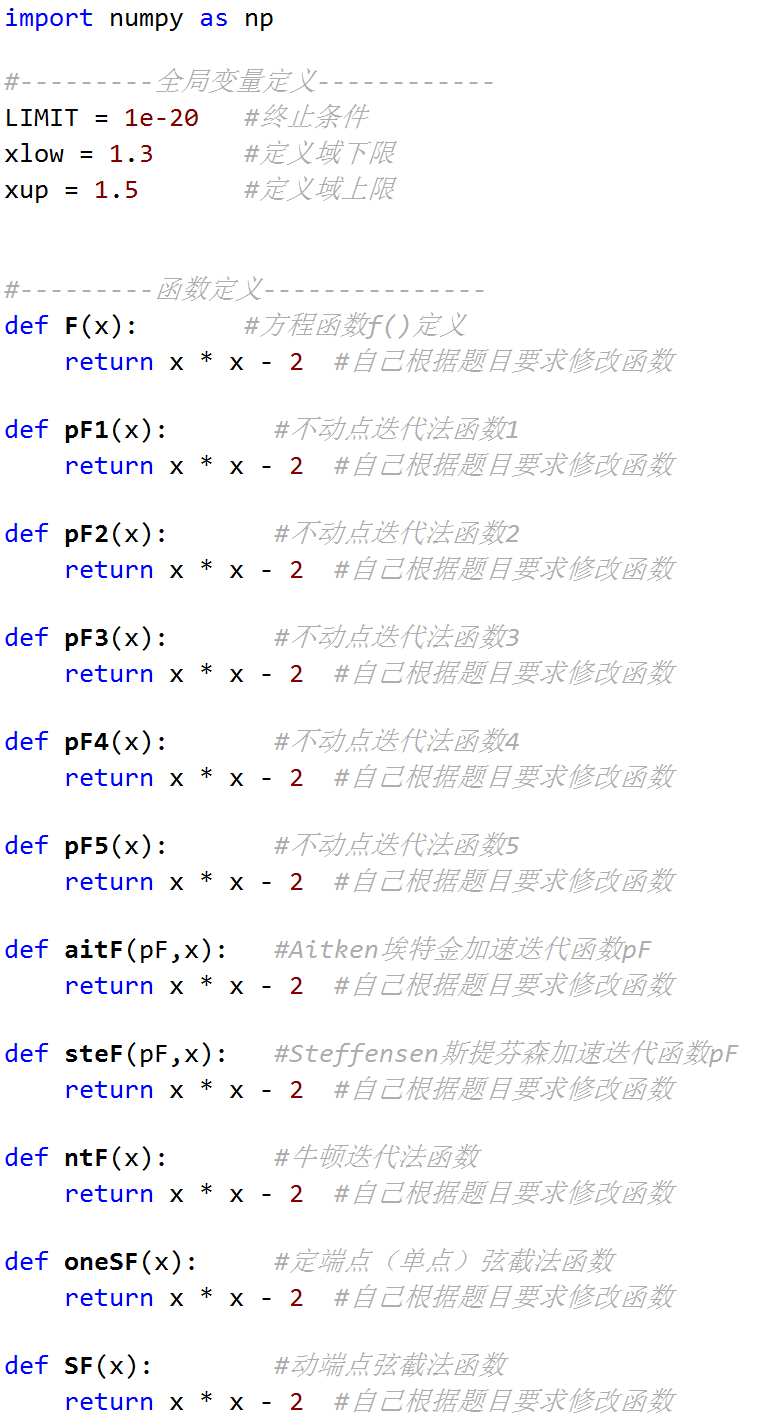 import numpy as np
#---------全局变量定义------------
LIMIT = 1e-20   #终止条件
xlow = 1.3      #定义域下限
xup = 1.5       #定义域上限
#---------函数定义---------------
def F(x):       #方程函数f()定义
    return x * x - 2  #自己根据题目要求修改函数
def pF1(x):       #不动点迭代法函数1
    return x * x - 2  #自己根据题目要求修改函数
def pF2(x):       #不动点迭代法函数2
    return x * x - 2  #自己根据题目要求修改函数
def pF3(x):       #不动点迭代法函数3
    return x * x - 2  #自己根据题目要求修改函数
def pF4(x):       #不动点迭代法函数4
    return x * x - 2  #自己根据题目要求修改函数
def pF5(x):       #不动点迭代法函数5
    return x * x - 2  #自己根据题目要求修改函数
def aitF(pF,x):   #Aitken埃特金加速迭代函数pF
    return x * x - 2  #自己根据题目要求修改函数
def steF(pF,x):   #Steffensen斯提芬森加速迭代函数pF
    return x * x - 2  #自己根据题目要求修改函数
def ntF(x):       #牛顿迭代法函数
    return x * x - 2  #自己根据题目要求修改函数
def oneSF(x):     #定端点（单点）弦截法函数
    return x * x - 2  #自己根据题目要求修改函数
def SF(x):        #动端点弦截法函数
    return x * x - 2  #自己根据题目要求修改函数